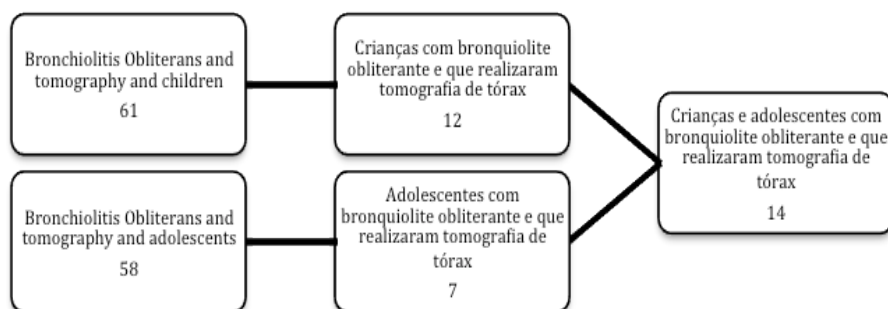 Bronchiolitis Obliterans and
tomography and children
61
Crianças com bronquiolite
obliterante e que realizaram
tomografia de tórax
12
Bronchiolitis Obliterans and
tomography and adolescents
58
Adolescentes com
bronquiolite obliterante e que
realizaram tomografia de
tórax
7
Crianças e adolescentes com
bronquiolite obliterante e que
realizaram tomografia de
tórax
14